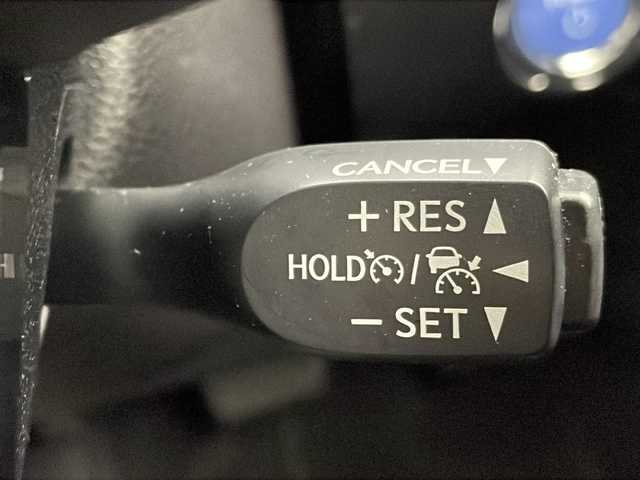 CANCEL▼
+ RES ▲
HOLD / ◀
− SET ▼
H